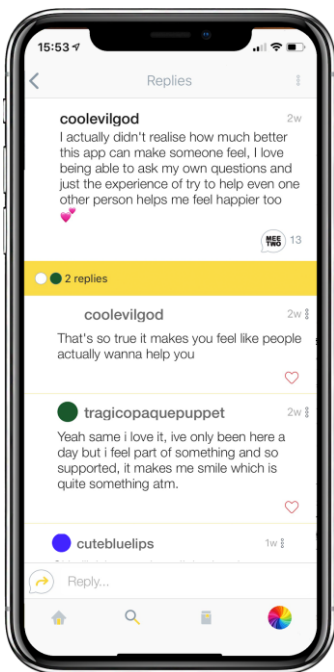 15:53
Replies
coolevilgod 2w
I actually didn't realise how much better
this app can make someone feel, I love
being able to ask my own questions and
just the experience of try to help even one
other person helps me feel happier too
💕
MEE TWO 13
2 replies
coolevilgod 2w
That's so true it makes you feel like people
actually wanna help you
tragicopaquepuppet 2w
Yeah same i love it, ive only been here a
day but i feel part of something and so
supported, it makes me smile which is
quite something atm.
cutebluelips 1w
Reply...